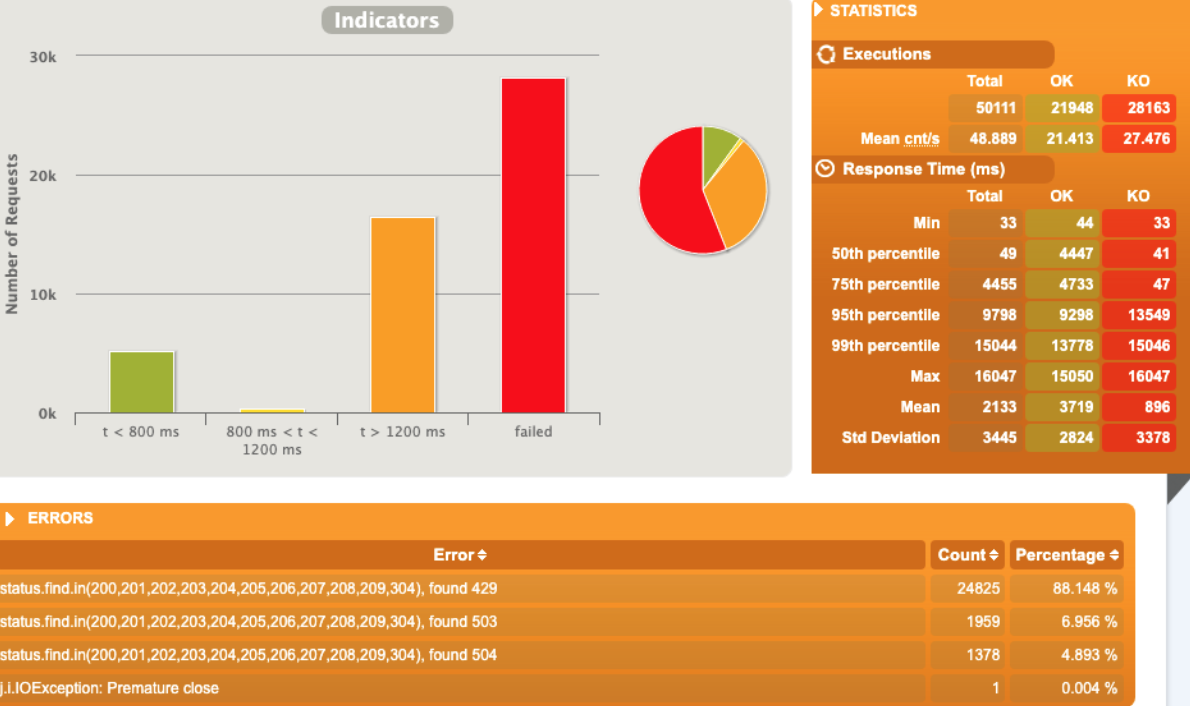 Indicators
30k
20k
10k
0k
Number of Requests
t < 800 ms
800 ms < t <
1200 ms
t > 1200 ms
failed
STATISTICS
Executions
Total OK KO
50111 21948 28163
Mean cnt/s 48.889 21.413 27.476
Response Time (ms)
Total OK KO
Min 33 44 33
50th percentile 49 4447 41
75th percentile 4455 4733 47
95th percentile 9798 9298 13549
99th percentile 15044 13778 15046
Max 16047 15050 16047
Mean 2133 3719 896
Std Deviation 3445 2824 3378
ERRORS
Error Count Percentage
status.find.in(200,201,202,203,204,205,206,207,208,209,304), found 429 24825 88.148 %
status.find.in(200,201,202,203,204,205,206,207,208,209,304), found 503 1959 6.956 %
status.find.in(200,201,202,203,204,205,206,207,208,209,304), found 504 1378 4.893 %
j.i.IOException: Premature close 1 0.004 %